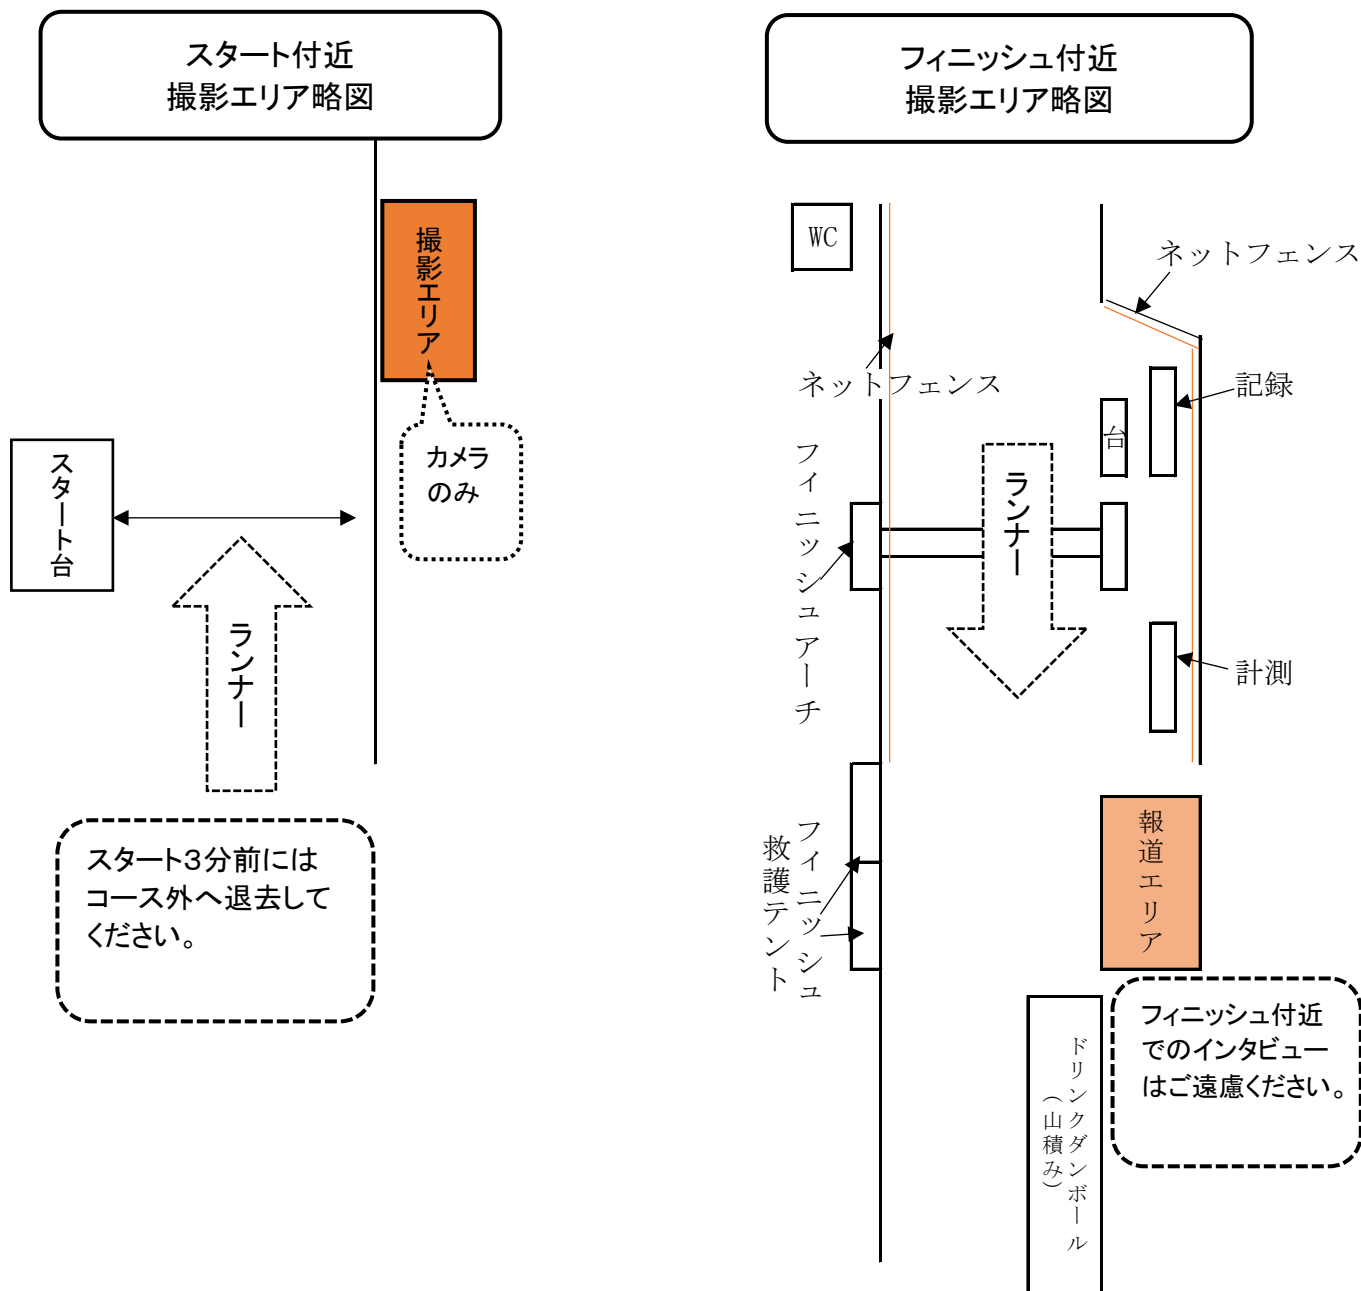 スタート付近
撮影エリア略図
撮影エリア
カメラ
のみ
スタート台
ランナー
スタート3分前には
コース外へ退去して
ください。
フィニッシュ付近
撮影エリア略図
WC
ネットフェンス
ネットフェンス
記録
台
フィニッシュアーチ
ランナー
計測
フィニッシュ
救護テント
報道エリア
フィニッシュ付近
でのインタビュー
はご遠慮ください。
ドリンクダンボール
(山積み)